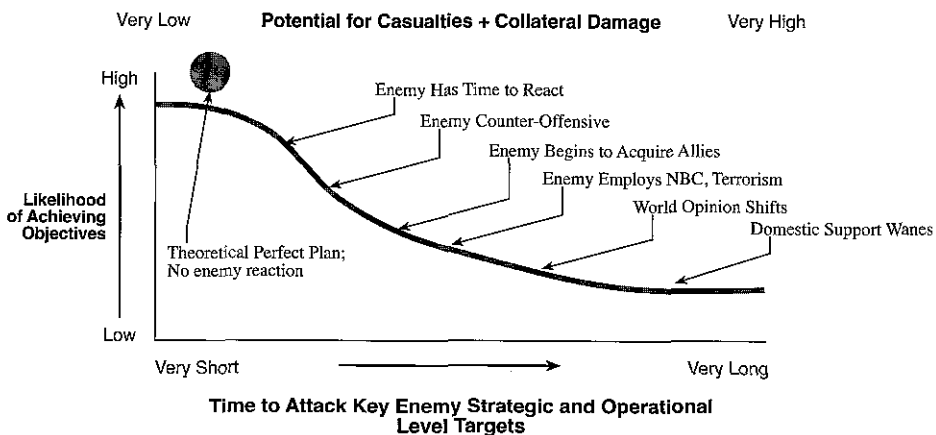 Very Low Potential for Casualties + Collateral Damage Very High
High
Enemy Has Time to React
Enemy Counter-Offensive
Enemy Begins to Acquire Allies
Enemy Employs NBC, Terrorism
World Opinion Shifts
Domestic Support Wanes
Likelihood
of Achieving
Objectives
Theoretical Perfect Plan;
No enemy reaction
Low
Very Short Very Long
Time to Attack Key Enemy Strategic and Operational
Level Targets